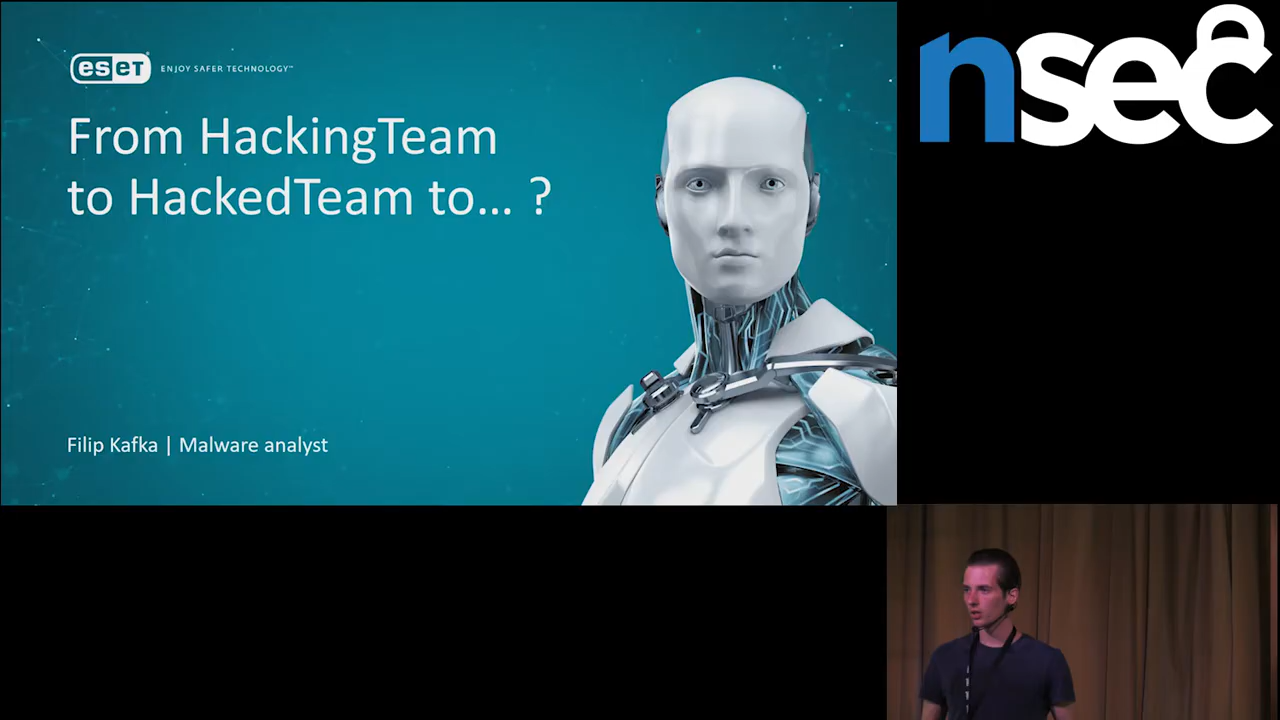 eseT ENJOY SAFER TECHNOLOGY™
From HackingTeam
to HackedTeam to... ?
Filip Kafka | Malware analyst
nsec